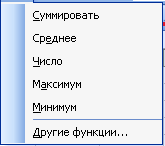 Суммировать
Среднее
Число
Максимум
Минимум
Другие функции...